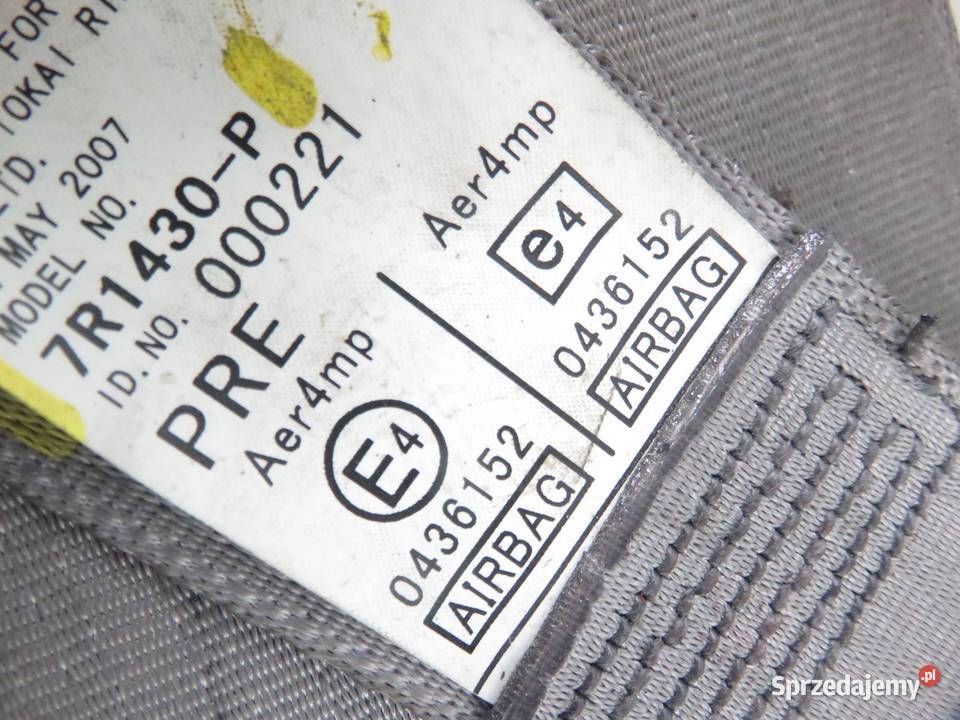 FOR
TOKAI RI
LTD.
MAY 2007
MODEL NO.
7R1430-P
ID.NO. 000221
PRE
Aer4mp
E4
0436152
AIRBAG
Aer4mp
e4
0436152
AIRBAG
Sprzedajemy.pl